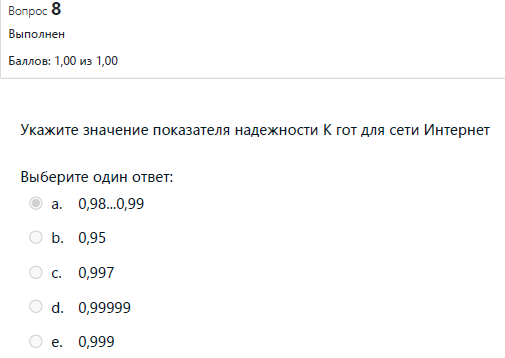 Вопрос 8
Выполнен
Баллов: 1,00 из 1,00
Укажите значение показателя надежности К гот для сети Интернет
Выберите один ответ:
a. 0,98...0,99
b. 0,95
c. 0,997
d. 0,99999
e. 0,999